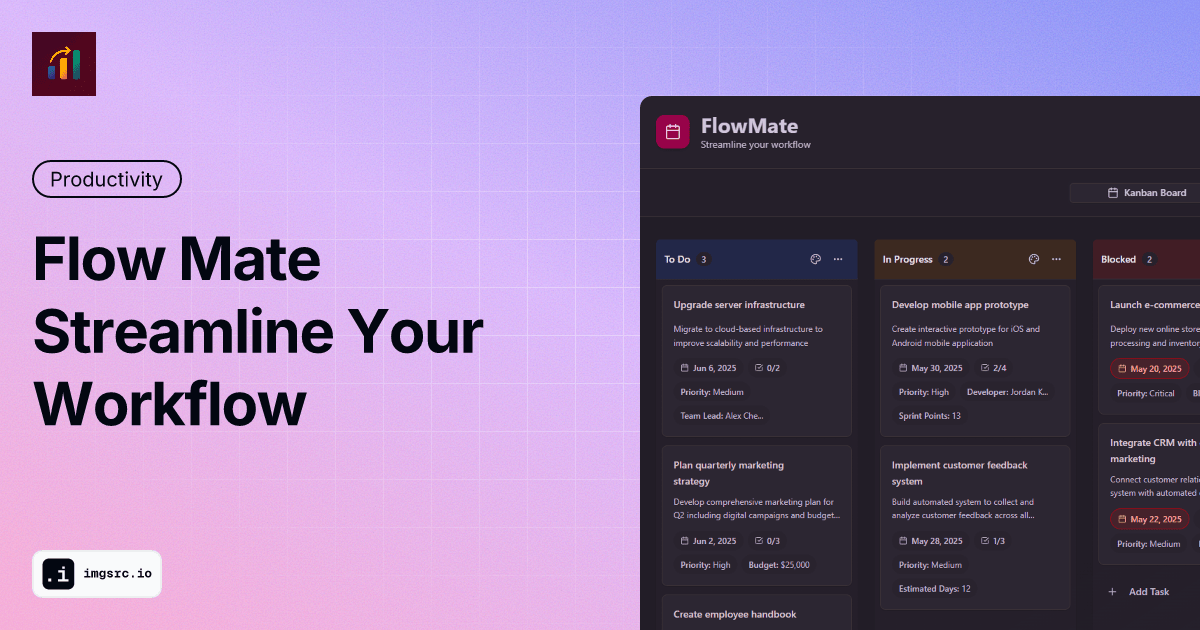 Productivity
Flow Mate
Streamline Your
Workflow
.i imgsrc.io
FlowMate
Streamline your workflow
Kanban Board
To Do 3
Upgrade server infrastructure
Migrate to cloud-based infrastructure to
improve scalability and performance
Jun 6, 2025 0/2
Priority: Medium
Team Lead: Alex Che...
Plan quarterly marketing
strategy
Develop comprehensive marketing plan for
Q2 including digital campaigns and budget...
Jun 2, 2025 0/3
Priority: High Budget: $25,000
Create employee handbook
In Progress 2
Develop mobile app prototype
Create interactive prototype for iOS and
Android mobile application
May 30, 2025 2/4
Priority: High Developer: Jordan K...
Sprint Points: 13
Implement customer feedback
system
Build automated system to collect and
analyze customer feedback across all...
May 28, 2025 1/3
Priority: Medium
Estimated Days: 12
Blocked 2
Launch e-commerce
Deploy new online store
processing and inventory
May 20, 2025
Priority: Critical
Integrate CRM with
marketing
Connect customer relati
system with automated
May 22, 2025
Priority: Medium
Add Task